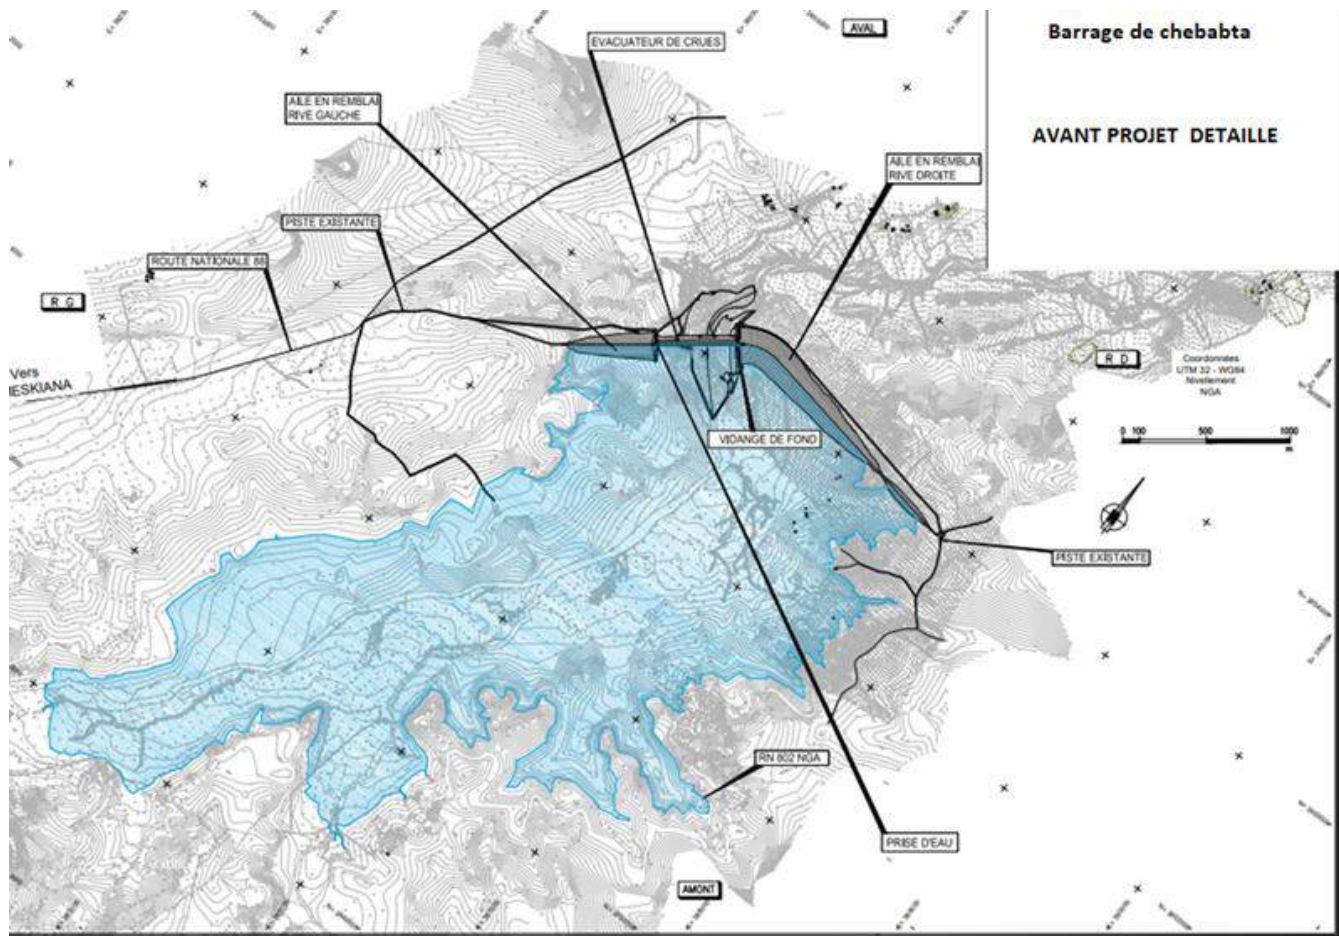 Barrage de chebabta
AVANT PROJET DETAILLE
AVAL
EVACUATEUR DE CRUES
AILE EN REMBLAI
RIVE GAUCHE
AILE EN REMBLAI
RIVE DROITE
PISTE EXISTANTE
ROUTE NATIONALE 88
R G
Vers
ESKIANA
R D
Coordonnées
UTM 32 - WG84
Nivellement
NGA
0 100 500 1000
m
VIDANGE DE FOND
PISTE EXISTANTE
RN 802 NGA
PRISE D'EAU
AMONT